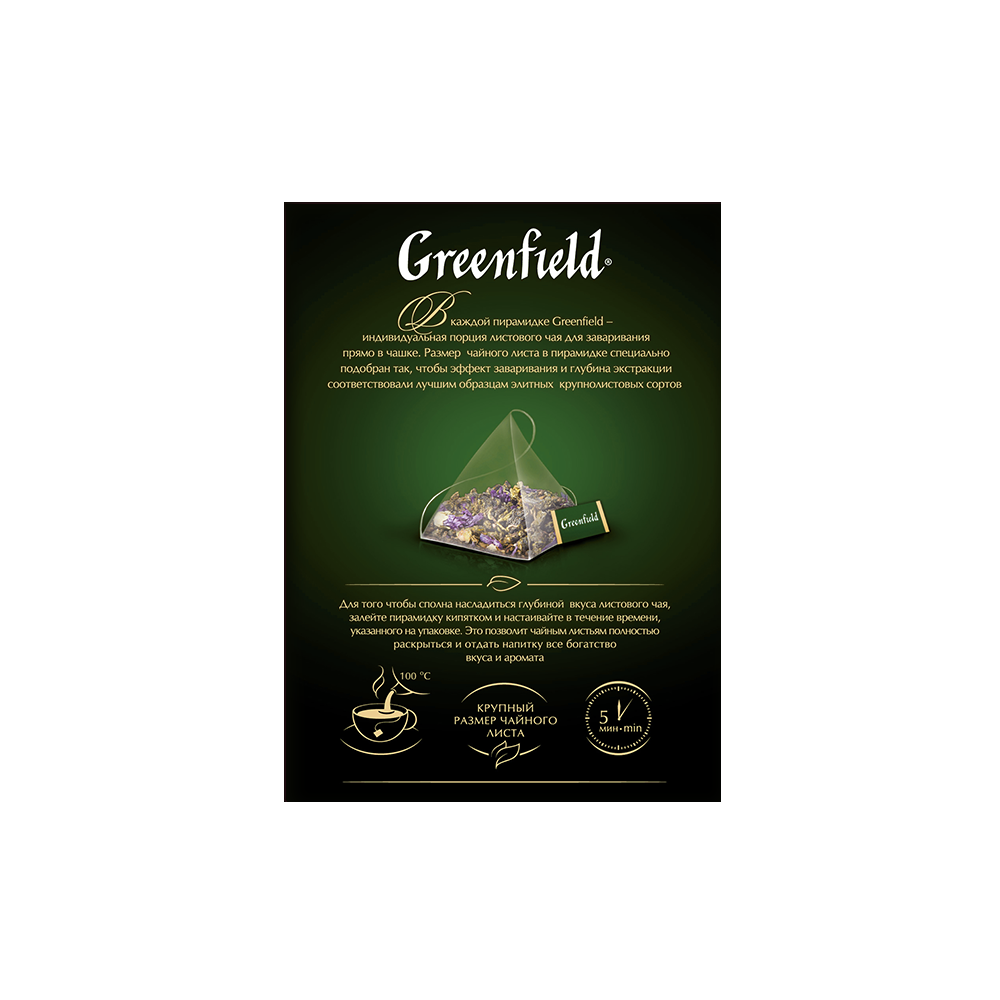 Greenfield®
В каждой пирамидке Greenfield –
индивидуальная порция листового чая для заваривания
прямо в чашке. Размер чайного листа в пирамидке специально
подобран так, чтобы эффект заваривания и глубина экстракции
соответствовали лучшим образцам элитных крупнолистовых сортов
Greenfield
Для того чтобы сполна насладиться глубиной вкуса листового чая,
залейте пирамидку кипятком и настаивайте в течение времени,
указанного на упаковке. Это позволит чайным листьям полностью
раскрыться и отдать напитку все богатство
вкуса и аромата
100 °C
КРУПНЫЙ
РАЗМЕР ЧАЙНОГО
ЛИСТА
5
мин•min